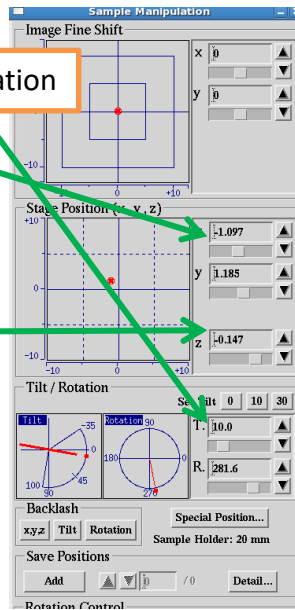 Sample Manipulation
Image Fine Shift
x 0
ation
y 0
-10
-10 0 +10
Stage Position (x, y, z)
+10
-1.097
y 1.185
0
z -0.147
-10
-10 0 +10
Tilt / Rotation
Set Tilt 0 10 30
Tilt -35 Rotation 90
T. 10.0
0 180 0
R. 281.6
100 90 45 270
Backlash
x,y,z Tilt Rotation
Special Position...
Sample Holder: 20 mm
Save Positions
Add 0 / 0 Detail...
Rotation Control